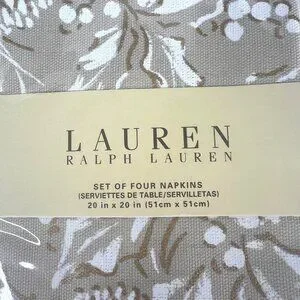 LAUREN
RALPH LAUREN
SET OF FOUR NAPKINS
(SERVIETTES DE TABLE/SERVILLETAS)
20 in x 20 in (51cm x 51cm)